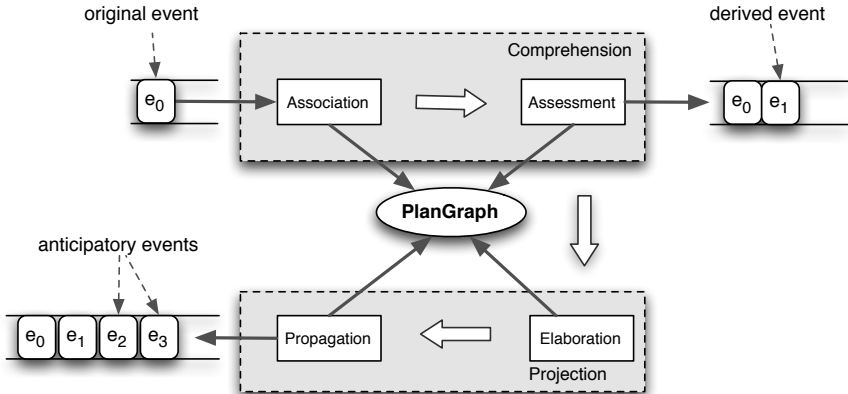 original event
derived event
Comprehension
e0
Association
Assessment
e0 e1
PlanGraph
anticipatory events
e0 e1 e2 e3
Propagation
Elaboration
Projection